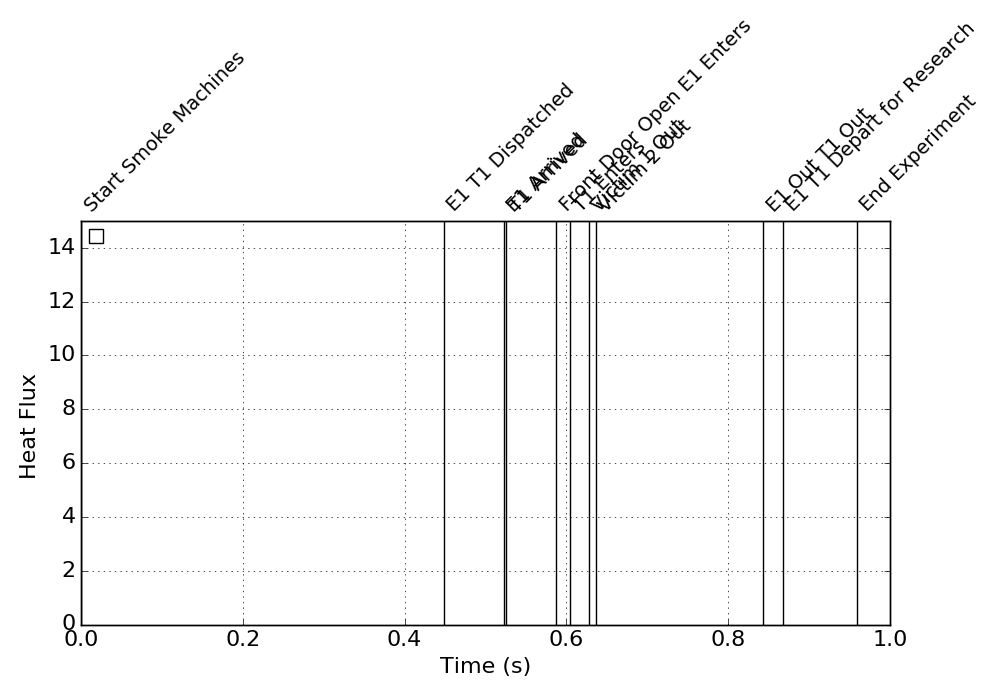 Start Smoke Machines
E1 T1 Dispatched
E1 Arrived
T1 Arrived
Front Door Open E1 Enters
T1 Enters
Victim 1 Out
Victim 2 Out
E1 Out T1 Out
E1 T1 Depart for Research
End Experiment
Heat Flux
14
12
10
8
6
4
2
0
0.0 0.2 0.4 0.6 0.8 1.0
Time (s)